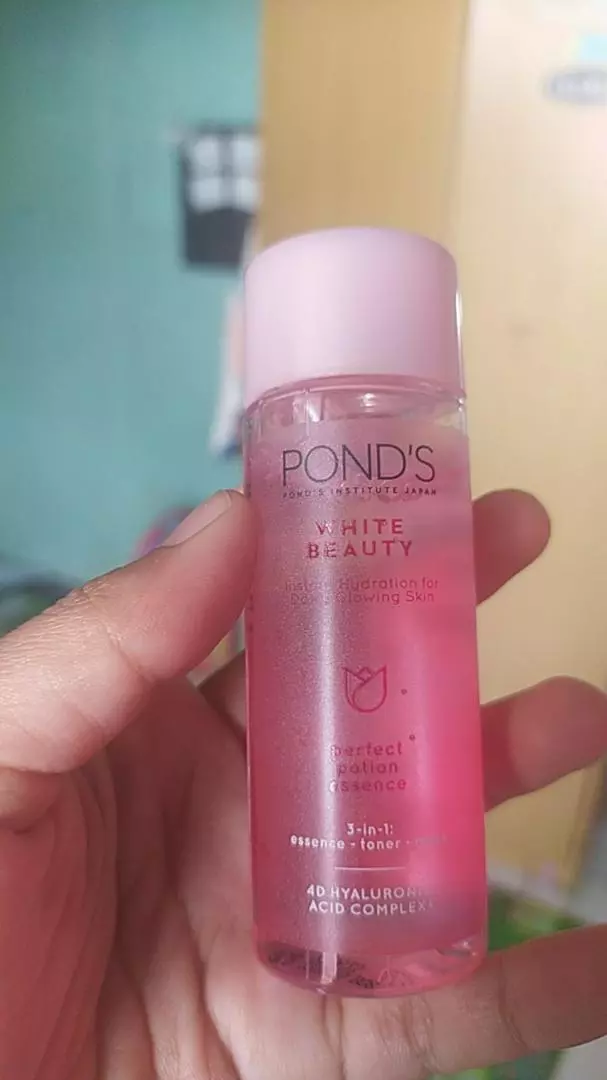 POND'S
POND'S INSTITUTE JAPAN
WHITE
BEAUTY
Hydration for
Glowing Skin
perfect
potion
essence
3-in-1:
essence - toner -
4D HYALURONIC
ACID COMPLEX